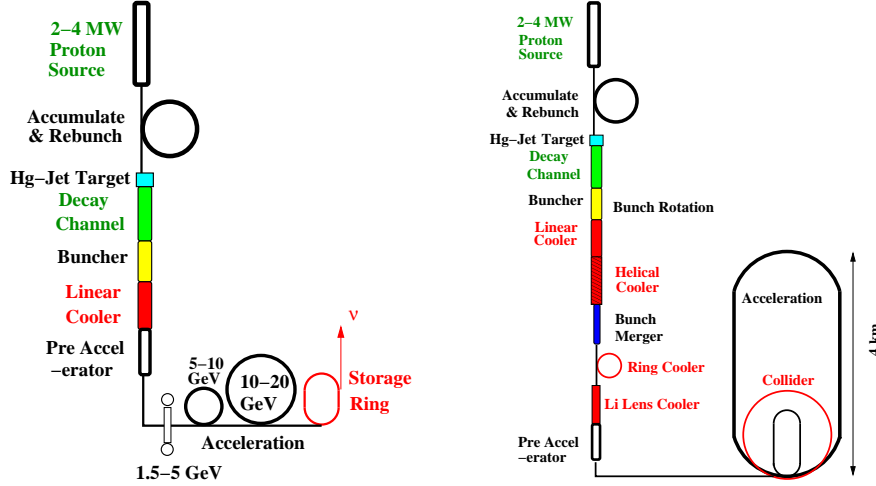 2–4 MW
Proton
Source
Accumulate
& Rebunch
Hg–Jet Target
Decay
Channel
Buncher
Linear
Cooler
Pre Accel
–erator
5–10
GeV
10–20
GeV
ν
Storage
Ring
Acceleration
1.5–5 GeV
2–4 MW
Proton
Source
Accumulate
& Rebunch
Hg–Jet Target
Decay
Channel
Buncher
Bunch Rotation
Linear
Cooler
Helical
Cooler
Bunch
Merger
Ring Cooler
Li Lens Cooler
Pre Accel
–erator
Acceleration
Collider
4 km